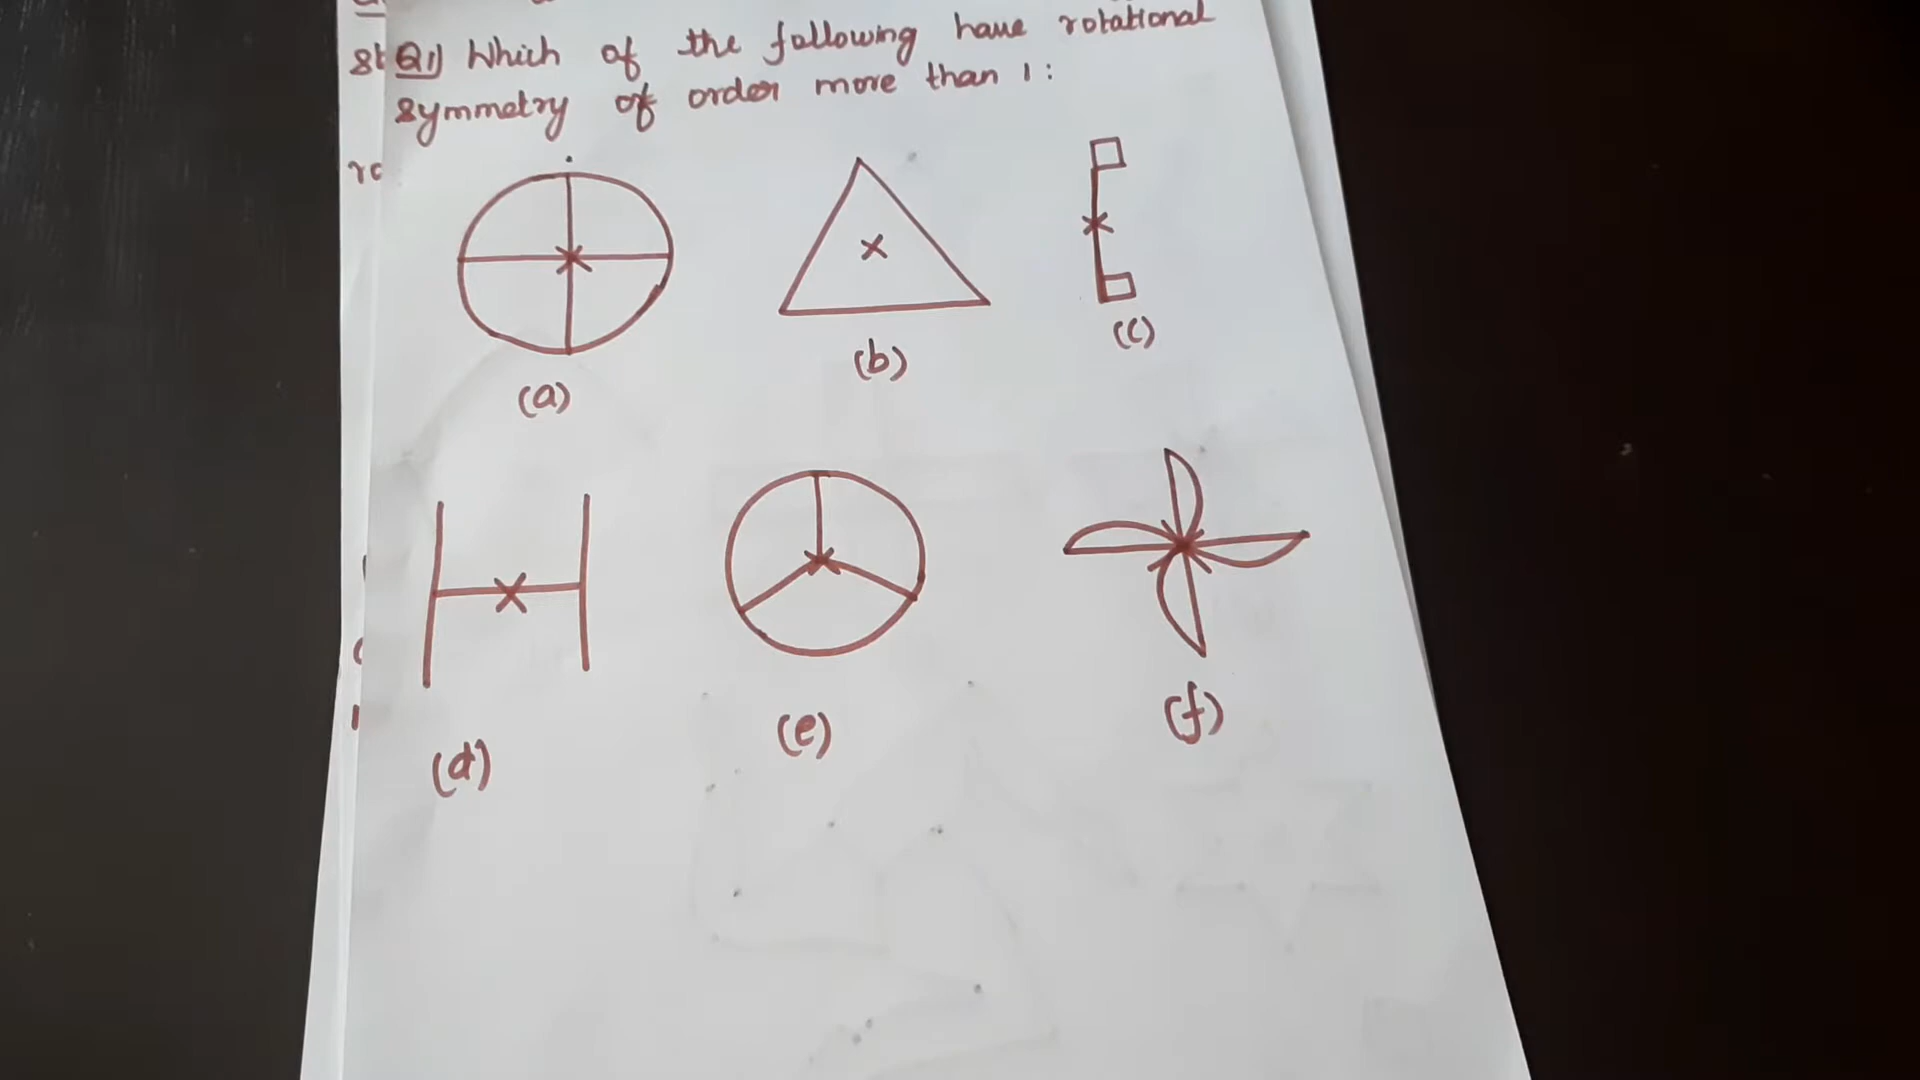 Q1) Which of the following have rotational
symmetry of order more than 1:
(a)
(b)
(c)
(d)
(e)
(f)